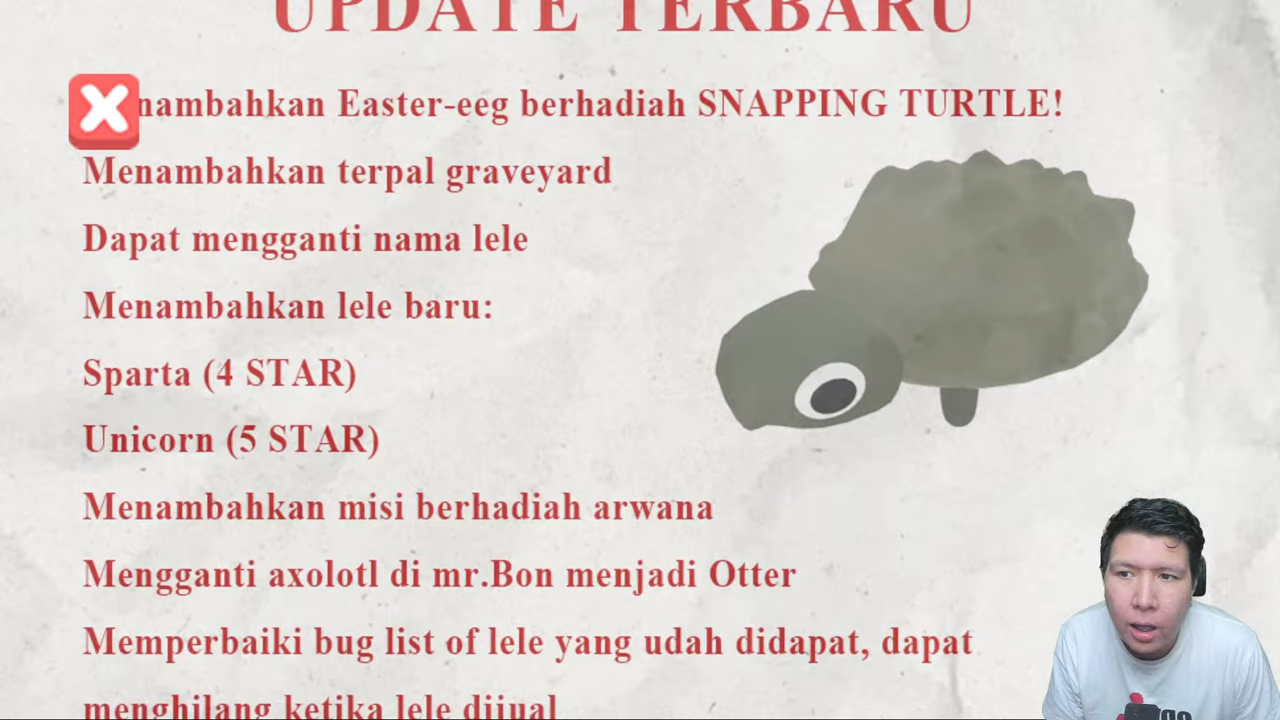 UPDATE TERBARU
nambahkan Easter-eeg berhadiah SNAPPING TURTLE!
Menambahkan terpal graveyard
Dapat mengganti nama lele
Menambahkan lele baru:
Sparta (4 STAR)
Unicorn (5 STAR)
Menambahkan misi berhadiah arwana
Mengganti axolotl di mr.Bon menjadi Otter
Memperbaiki bug list of lele yang udah didapat, dapat
menghilang ketika lele dijual